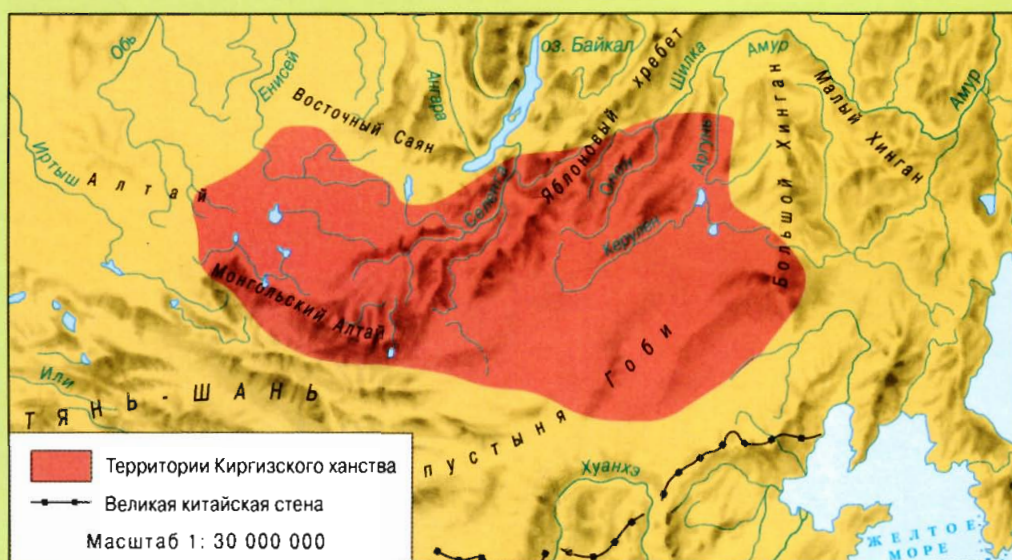 оз. Байкал
Обь
Енисей
Ангара
Восточный Саян
Яблоновый хребет
Шилка
Амур
Малый Хинган
Амур
Большой Хинган
Иртыш
Алтай
Селенга
Онон
Аргунь
Керулен
Монгольский Алтай
Гоби
пустыня
Или
ТЯНЬ-ШАНЬ
Хуанхэ
ЖЕЛТОЕ
МОРЕ
Территории Киргизского ханства
Великая китайская стена
Масштаб 1: 30 000 000